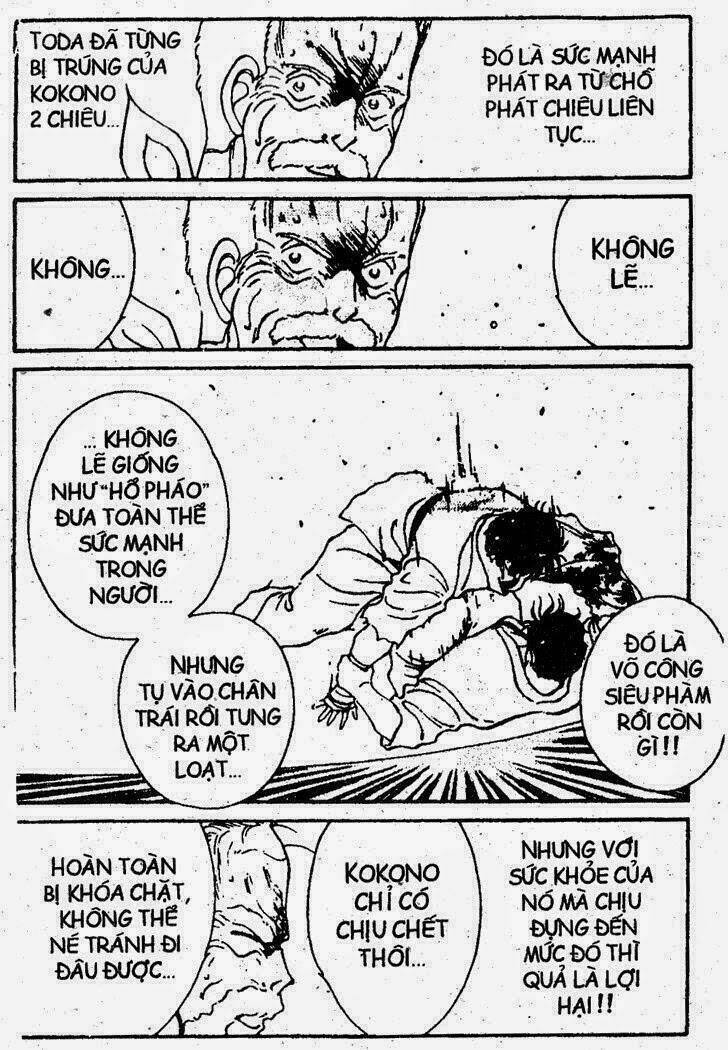 TODA ĐÃ TỪNG
BỊ TRÚNG CỦA
KOKONO
2 CHIÊU...
ĐÓ LÀ SỨC MẠNH
PHÁT RA TỪ CHỖ
PHÁT CHIÊU LIÊN
TỤC...
KHÔNG...
KHÔNG
LẼ...
... KHÔNG
LẼ GIỐNG
NHƯ “HỔ PHÁO”
ĐƯA TOÀN THỂ
SỨC MẠNH
TRONG
NGƯỜI...
NHƯNG
TỤ VÀO CHÂN
TRÁI RỒI TUNG
RA MỘT
LOẠT...
ĐÓ LÀ
VÕ CÔNG
SIÊU PHÀM
RỒI CÒN
GÌ!!
HOÀN TOÀN
BỊ KHÓA CHẶT,
KHÔNG THỂ
NÉ TRÁNH ĐI
ĐÂU ĐƯỢC...
KOKONO
CHỈ CÓ
CHỊU CHẾT
THÔI...
NHƯNG VỚI
SỨC KHỎE CỦA
NÓ MÀ CHỊU
ĐỰNG ĐẾN
MỨC ĐÓ THÌ
QUẢ LÀ LỢI
HẠI!!